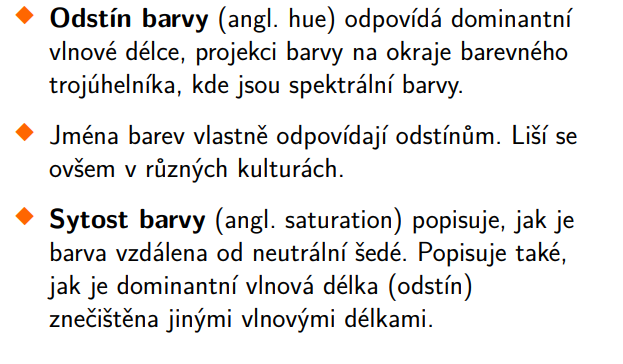 Odstín barvy (angl. hue) odpovídá dominantní
vlnové délce, projekci barvy na okraje barevného
trojúhelníka, kde jsou spektrální barvy.
Jména barev vlastně odpovídají odstínům. Liší se
ovšem v různých kulturách.
Sytost barvy (angl. saturation) popisuje, jak je
barva vzdálena od neutrální šedé. Popisuje také,
jak je dominantní vlnová délka (odstín)
znečištěna jinými vlnovými délkami.